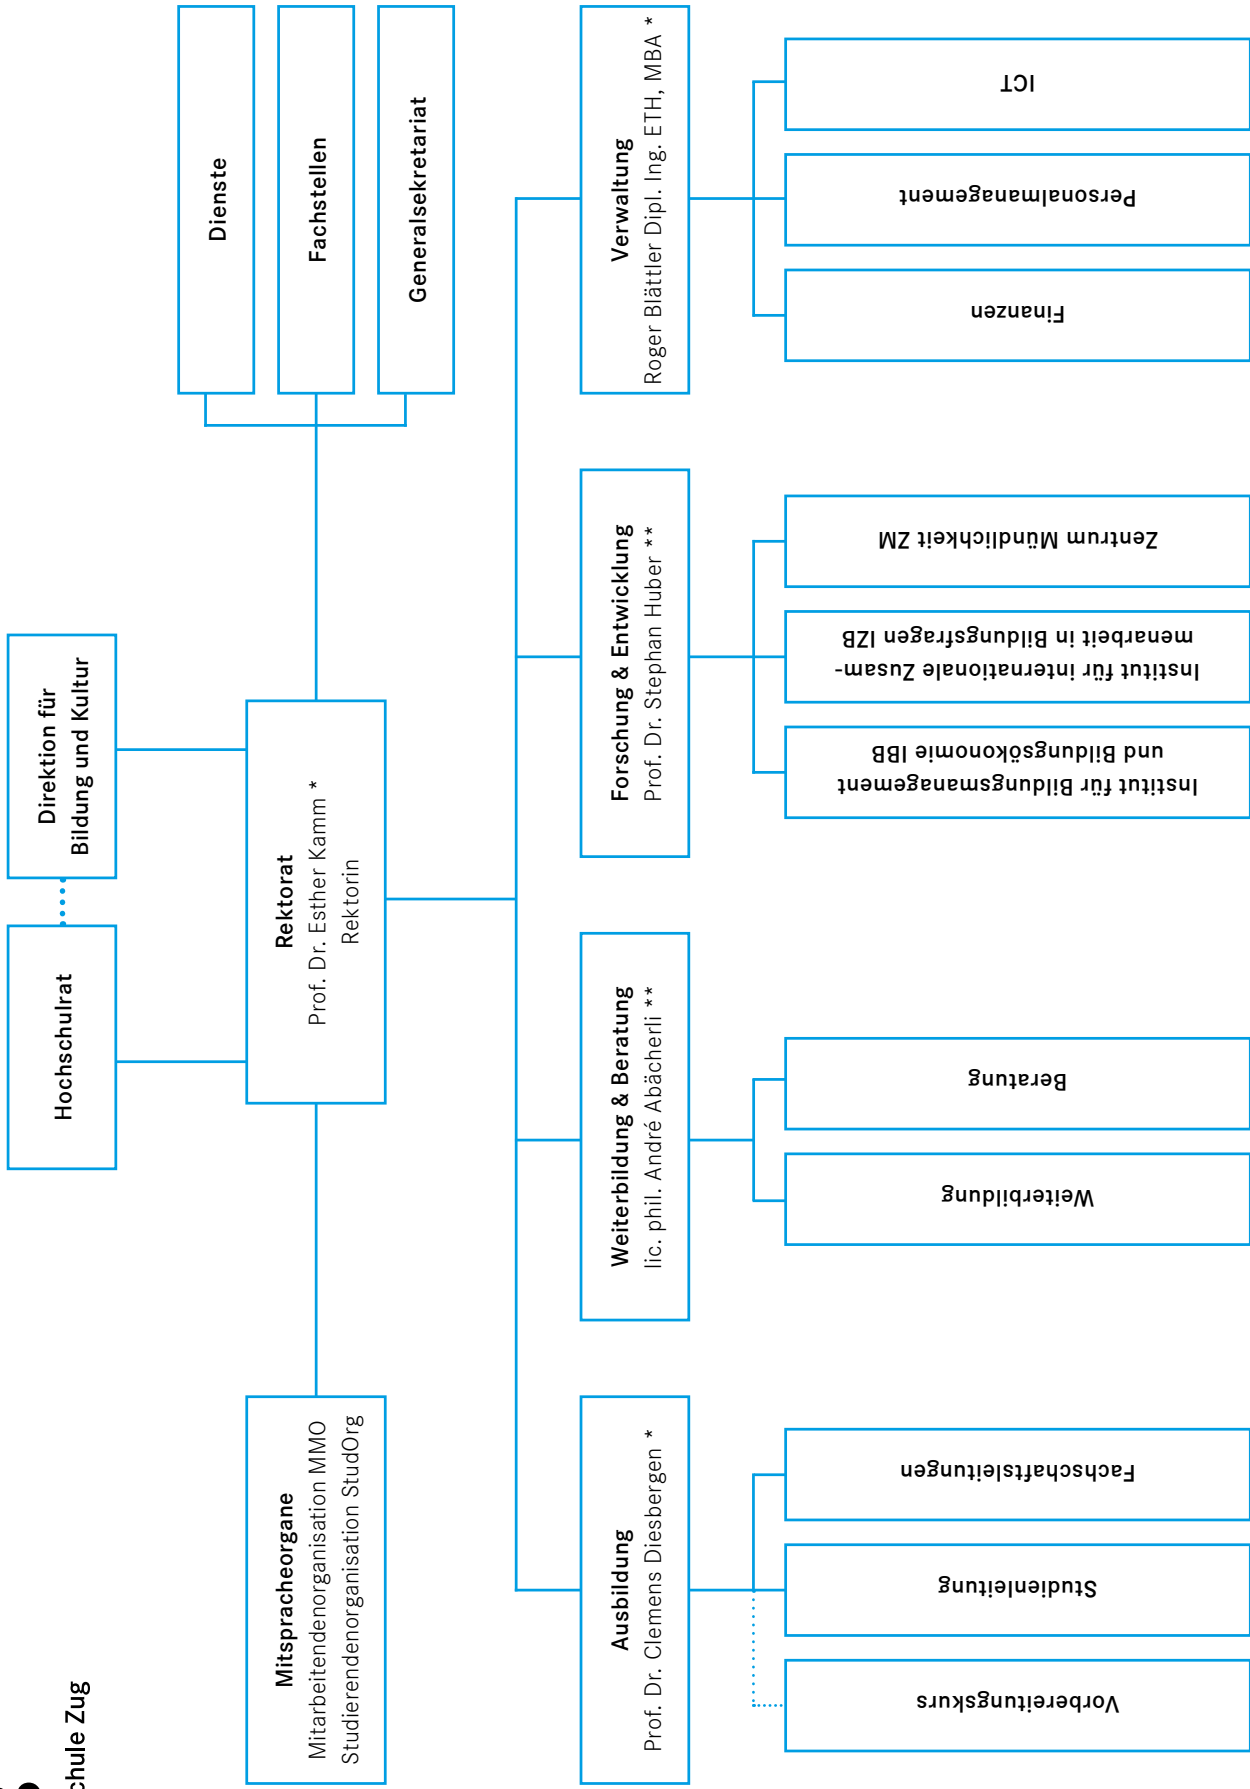 chule Zug
Hochschulrat
Direktion für
Bildung und Kultur
Dienste
Fachstellen
Generalsekretariat
Mitspracheorgane
Mitarbeitendenorganisation MMO
Studierendenorganisation StudOrg
Rektorat
Prof. Dr. Esther Kamm *
Rektorin
Ausbildung
Prof. Dr. Clemens Diesbergen *
Weiterbildung & Beratung
lic. phil. André Abächerli **
Forschung & Entwicklung
Prof. Dr. Stephan Huber **
Verwaltung
Roger Blättler Dipl. Ing. ETH, MBA *
Vorbereitungskurs
Studienleitung
Fachschaftsleitungen
Weiterbildung
Beratung
Institut für Bildungsmanagement
und Bildungsökonomie IBB
Institut für internationale Zusam-
menarbeit in Bildungsfragen IZB
Zentrum Mündlichkeit ZM
Finanzen
Personalmanagement
ICT